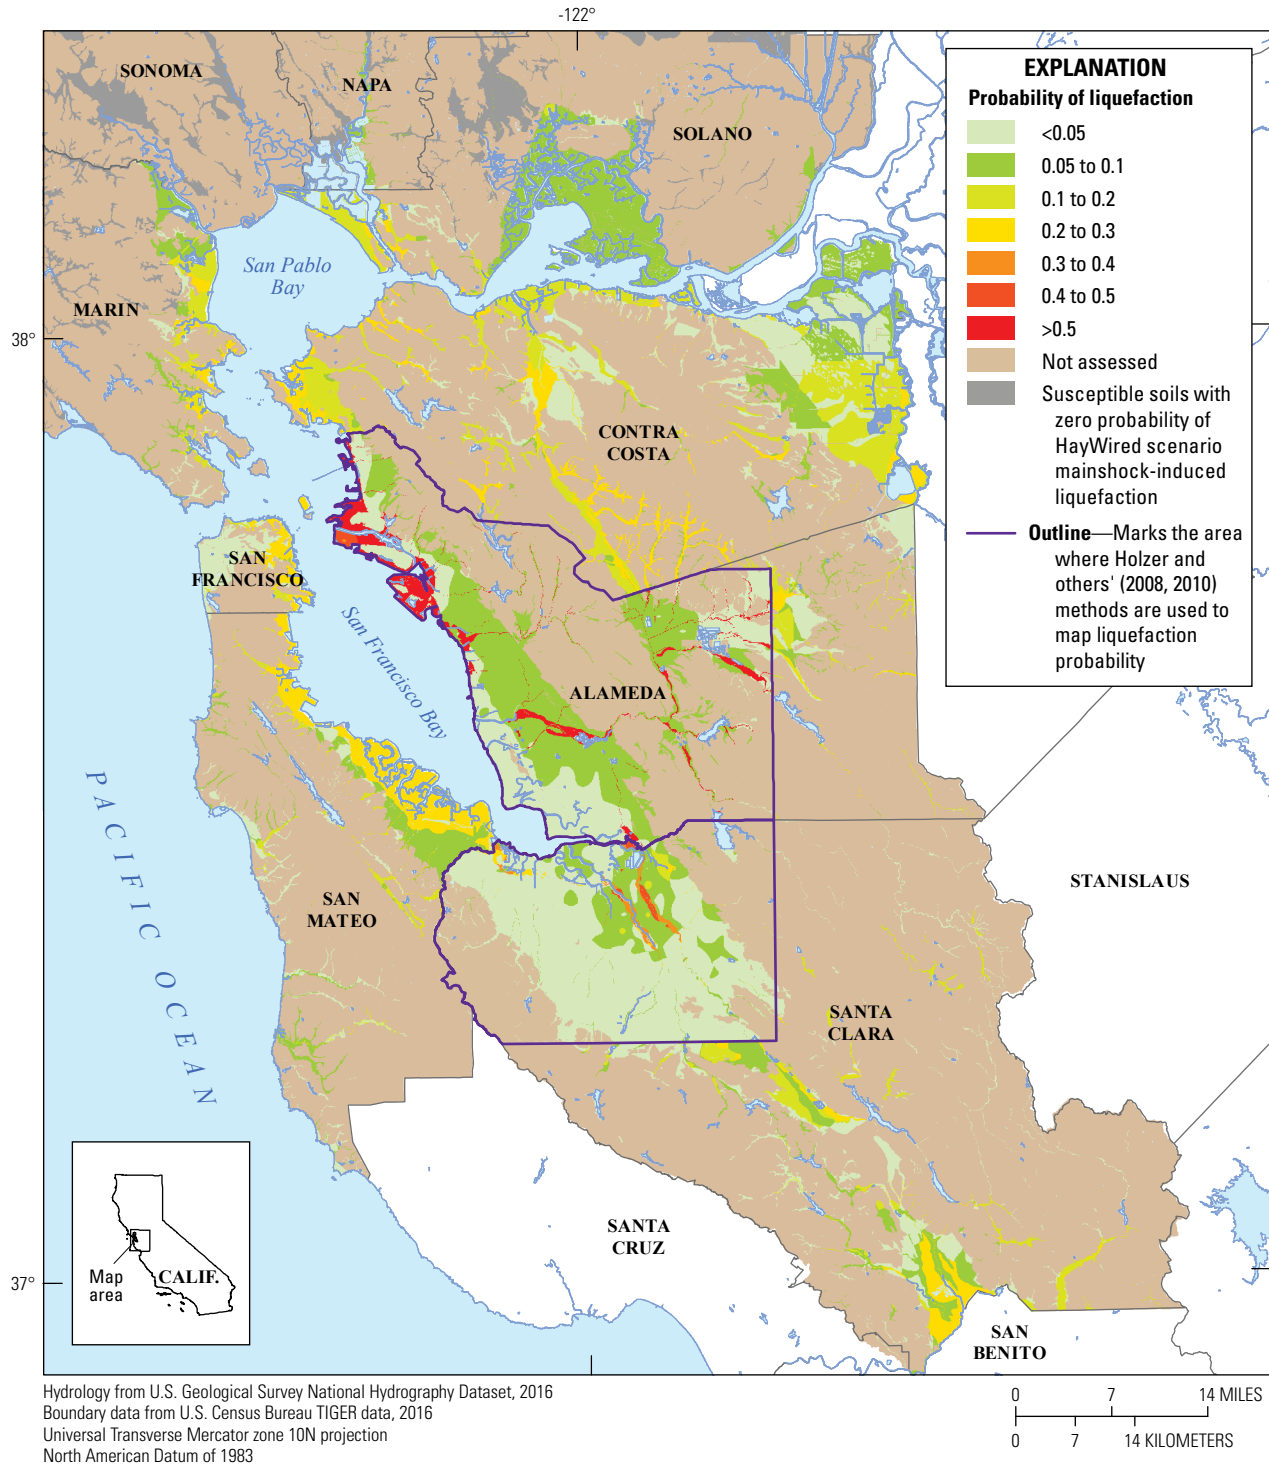 -122°
SONOMA
NAPA
SOLANO
San Pablo
Bay
MARIN
38°
CONTRA
COSTA
SAN
FRANCISCO
San Francisco Bay
ALAMEDA
PACIFIC OCEAN
SAN
MATEO
STANISLAUS
SANTA
CLARA
SANTA
CRUZ
37°
SAN
BENITO
Map
area
CALIF.
EXPLANATION
Probability of liquefaction
<0.05
0.05 to 0.1
0.1 to 0.2
0.2 to 0.3
0.3 to 0.4
0.4 to 0.5
>0.5
Not assessed
Susceptible soils with
zero probability of
HayWired scenario
mainshock-induced
liquefaction
Outline—Marks the area
where Holzer and
others' (2008, 2010)
methods are used to
map liquefaction
probability
Hydrology from U.S. Geological Survey National Hydrography Dataset, 2016
Boundary data from U.S. Census Bureau TIGER data, 2016
Universal Transverse Mercator zone 10N projection
North American Datum of 1983
0 7 14 MILES
0 7 14 KILOMETERS